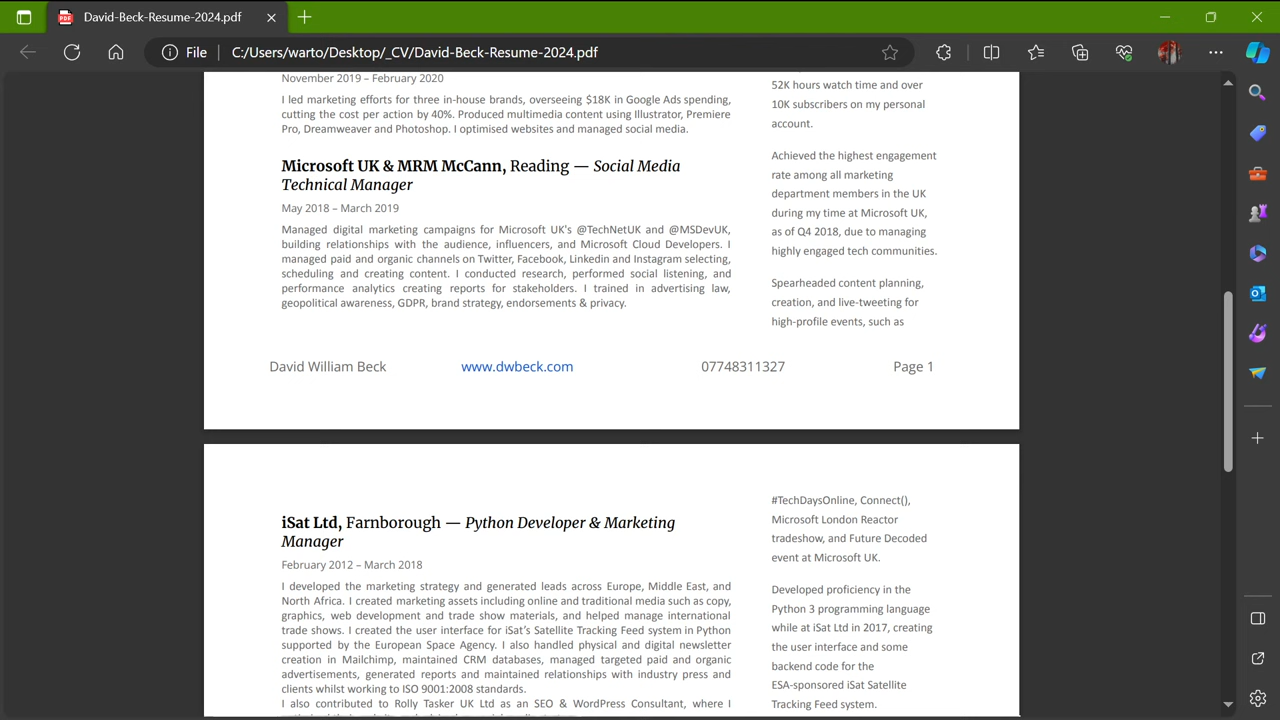 David-Beck-Resume-2024.pdf
File
C:/Users/warto/Desktop/_CV/David-Beck-Resume-2024.pdf
November 2019 – February 2020
I led marketing efforts for three in-house brands, overseeing $18K in Google Ads spending,
cutting the cost per action by 40%. Produced multimedia content using Illustrator, Premiere
Pro, Dreamweaver and Photoshop. I optimised websites and managed social media.
Microsoft UK & MRM McCann, Reading — Social Media
Technical Manager
May 2018 – March 2019
Managed digital marketing campaigns for Microsoft UK's @TechNetUK and @MSDevUK,
building relationships with the audience, influencers, and Microsoft Cloud Developers. I
managed paid and organic channels on Twitter, Facebook, Linkedin and Instagram selecting,
scheduling and creating content. I conducted research, performed social listening, and
performance analytics creating reports for stakeholders. I trained in advertising law,
geopolitical awareness, GDPR, brand strategy, endorsements & privacy.
52K hours watch time and over
10K subscribers on my personal
account.
Achieved the highest engagement
rate among all marketing
department members in the UK
during my time at Microsoft UK,
as of Q4 2018, due to managing
highly engaged tech communities.
Spearheaded content planning,
creation, and live-tweeting for
high-profile events, such as
David William Beck www.dwbeck.com 07748311327 Page 1
iSat Ltd, Farnborough — Python Developer & Marketing
Manager
February 2012 – March 2018
I developed the marketing strategy and generated leads across Europe, Middle East, and
North Africa. I created marketing assets including online and traditional media such as copy,
graphics, web development and trade show materials, and helped manage international
trade shows. I created the user interface for iSat's Satellite Tracking Feed system in Python
supported by the European Space Agency. I also handled physical and digital newsletter
creation in Mailchimp, maintained CRM databases, managed targeted paid and organic
advertisements, generated reports and maintained relationships with industry press and
clients whilst working to ISO 9001:2008 standards.
I also contributed to Rolly Tasker UK Ltd as an SEO & WordPress Consultant, where I
#TechDaysOnline, Connect(),
Microsoft London Reactor
tradeshow, and Future Decoded
event at Microsoft UK.
Developed proficiency in the
Python 3 programming language
while at iSat Ltd in 2017, creating
the user interface and some
backend code for the
ESA-sponsored iSat Satellite
Tracking Feed system.